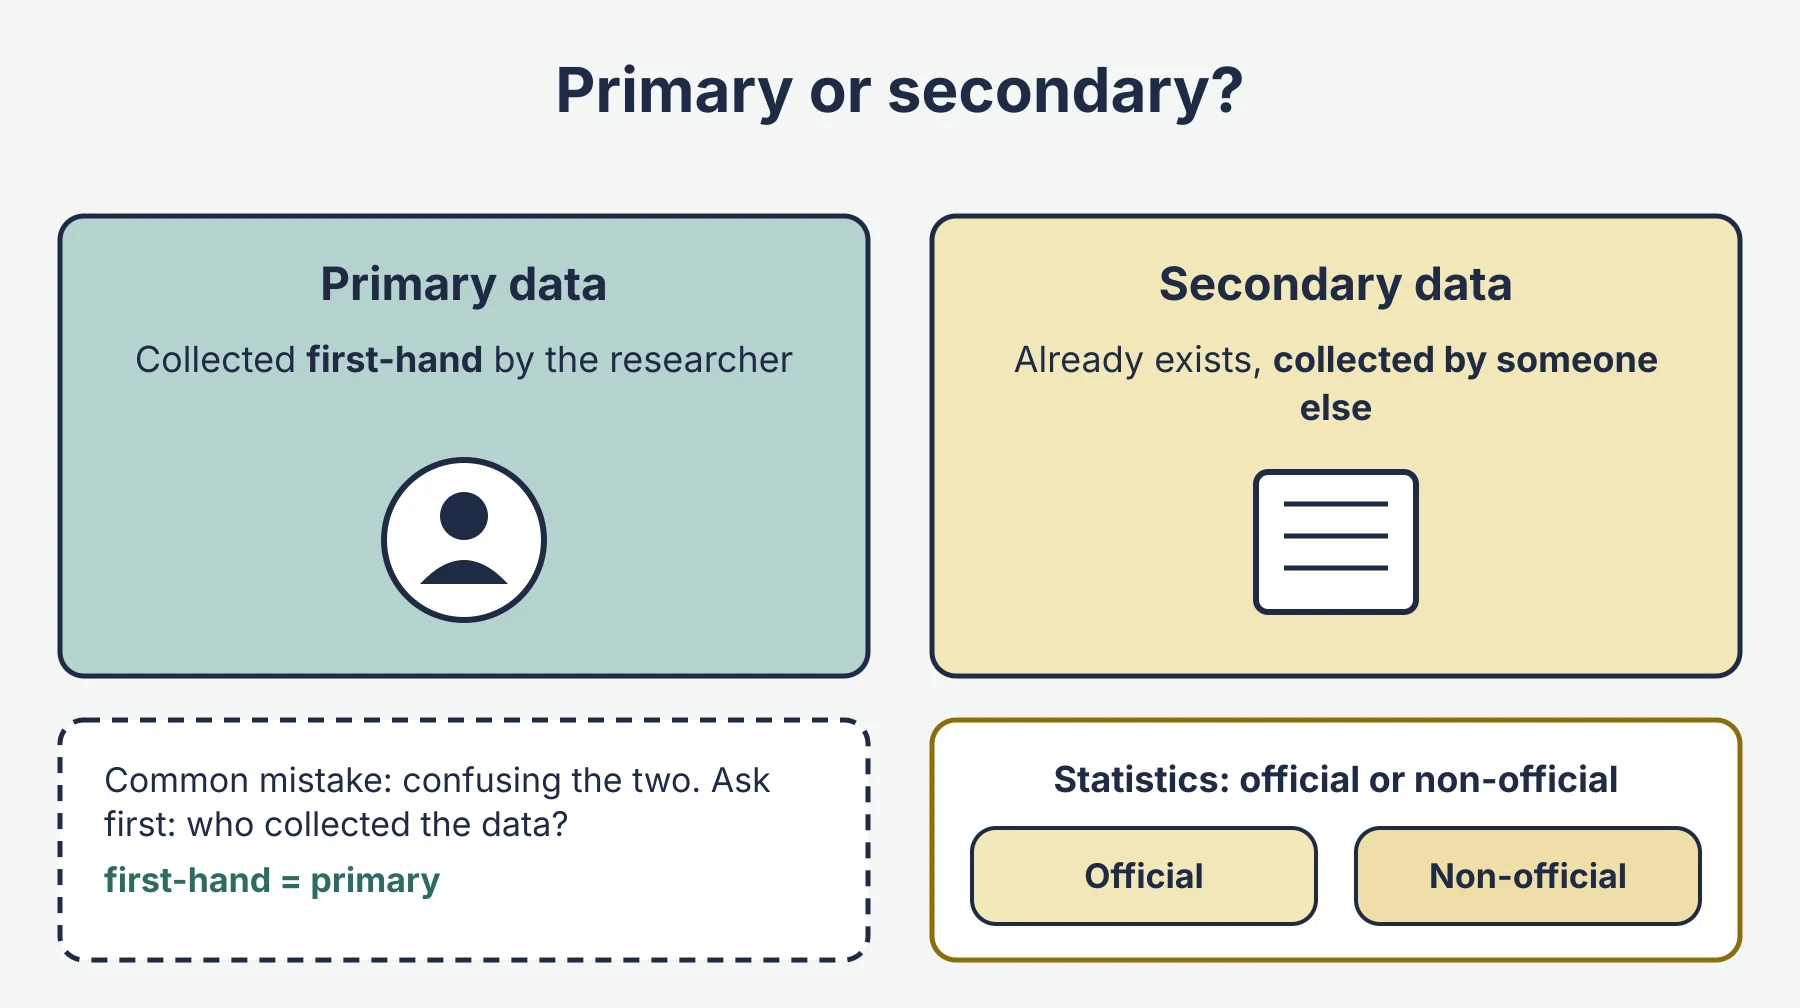 Primary or secondary?
Primary data
Collected first-hand by the researcher
Secondary data
Already exists, collected by someone
else
Common mistake: confusing the two. Ask
first: who collected the data?
first-hand = primary
Statistics: official or non-official
Official
Non-official